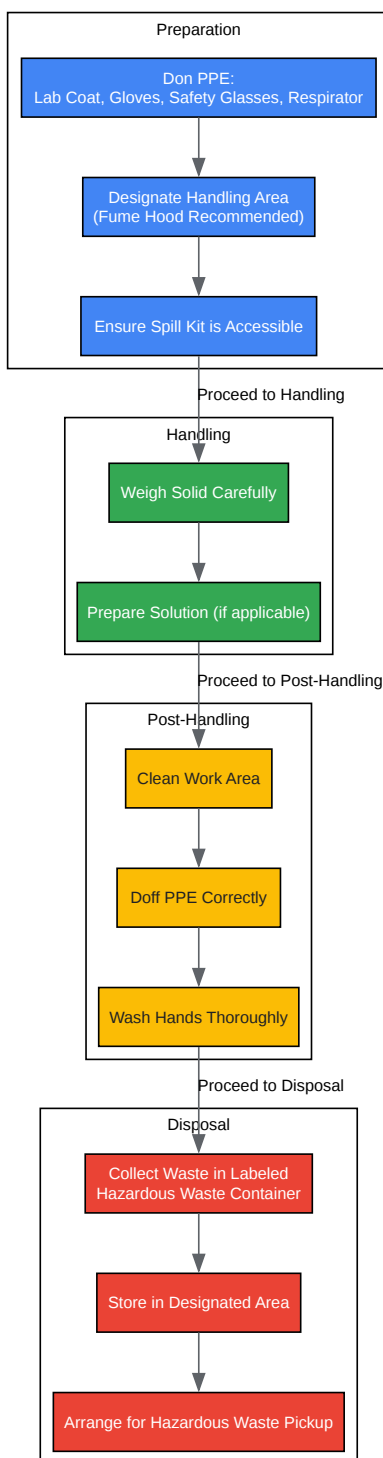 Preparation
Don PPE:
Lab Coat, Gloves, Safety Glasses, Respirator
Designate Handling Area
(Fume Hood Recommended)
Ensure Spill Kit is Accessible
Proceed to Handling
Handling
Weigh Solid Carefully
Prepare Solution (if applicable)
Proceed to Post-Handling
Post-Handling
Clean Work Area
Doff PPE Correctly
Wash Hands Thoroughly
Proceed to Disposal
Disposal
Collect Waste in Labeled
Hazardous Waste Container
Store in Designated Area
Arrange for Hazardous Waste Pickup